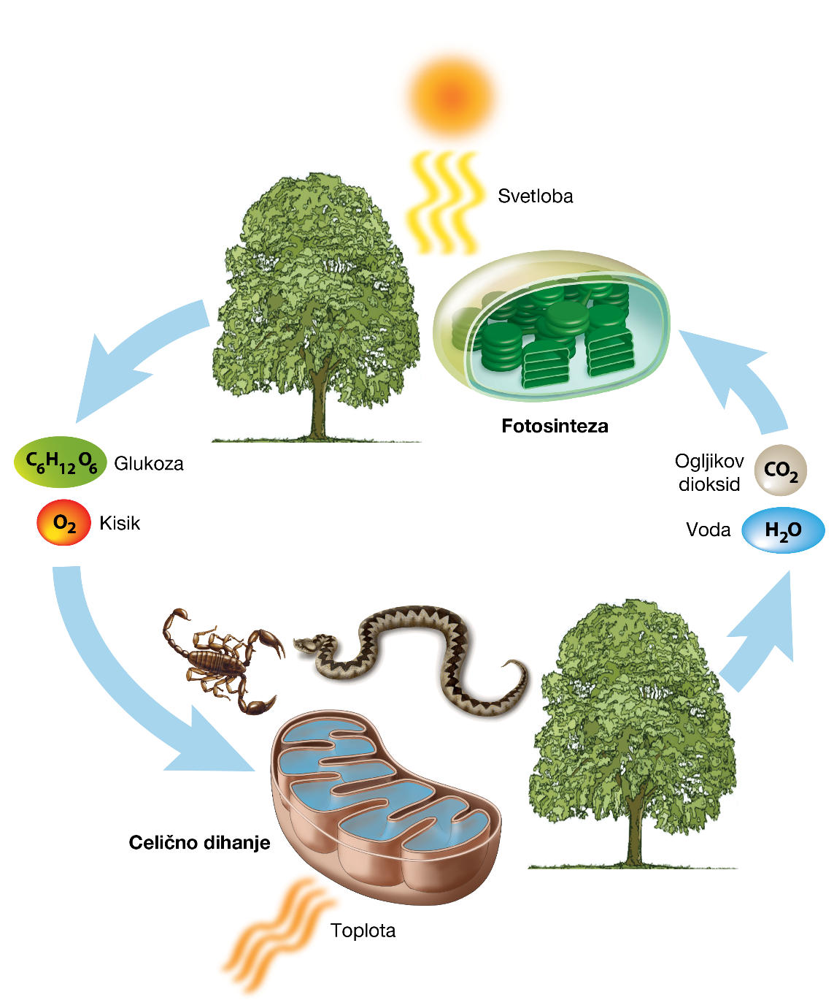 Svetloba
Fotosinteza
C₆H₁₂O₆ Glukoza
O₂ Kisik
Ogljikov
dioksid
CO₂
Voda H₂O
Celično dihanje
Toplota